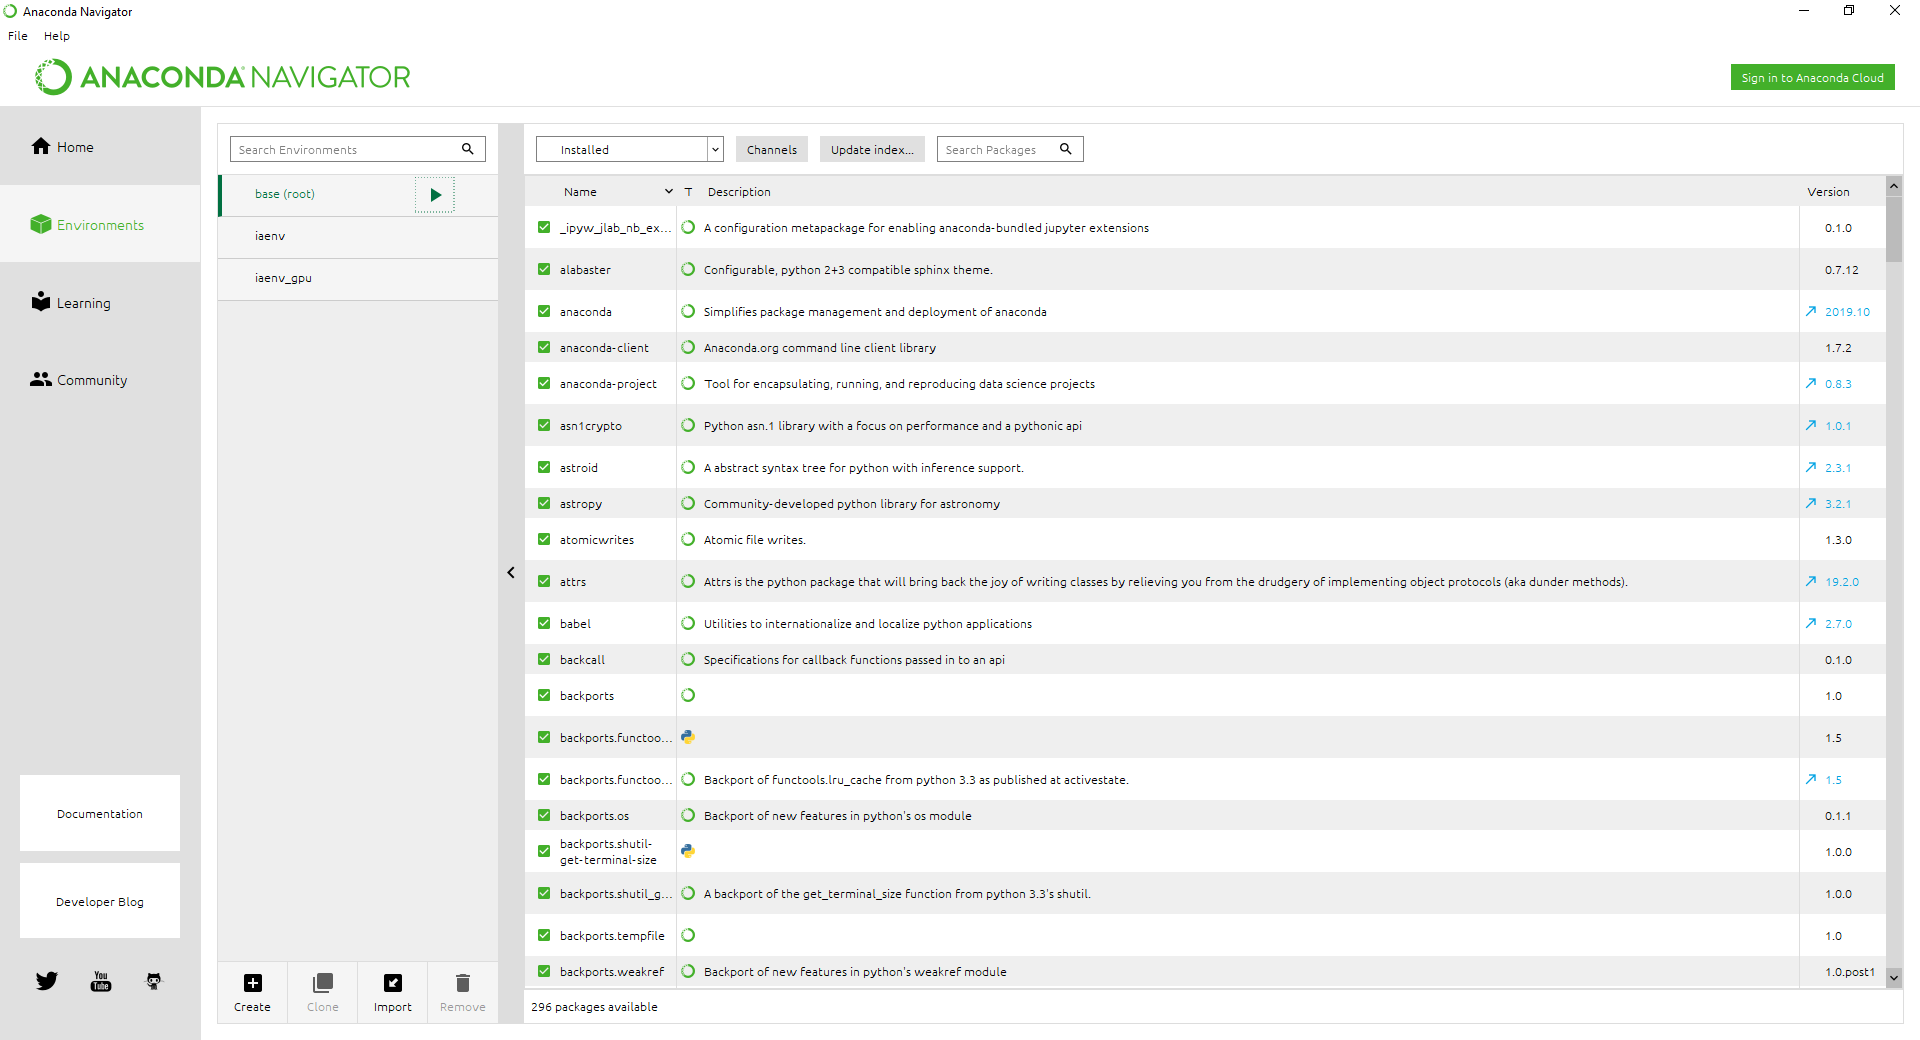 Anaconda Navigator
File Help
ANACONDA NAVIGATOR
Sign in to Anaconda Cloud
Home
Environments
Learning
Community
Documentation
Developer Blog
You
Tube
Search Environments
base (root)
iaenv
iaenv_gpu
Create Clone Import Remove
Installed Channels Update index... Search Packages
Name T Description Version
_ipyw_jlab_nb_ex... A configuration metapackage for enabling anaconda-bundled jupyter extensions 0.1.0
alabaster Configurable, python 2+3 compatible sphinx theme. 0.7.12
anaconda Simplifies package management and deployment of anaconda 2019.10
anaconda-client Anaconda.org command line client library 1.7.2
anaconda-project Tool for encapsulating, running, and reproducing data science projects 0.8.3
asn1crypto Python asn.1 library with a focus on performance and a pythonic api 1.0.1
astroid A abstract syntax tree for python with inference support. 2.3.1
astropy Community-developed python library for astronomy 3.2.1
atomicwrites Atomic file writes. 1.3.0
attrs Attrs is the python package that will bring back the joy of writing classes by relieving you from the drudgery of implementing object protocols (aka dunder methods). 19.2.0
babel Utilities to internationalize and localize python applications 2.7.0
backcall Specifications for callback functions passed in to an api 0.1.0
backports 1.0
backports.functoo... 1.5
backports.functoo... Backport of functools.lru_cache from python 3.3 as published at activestate. 1.5
backports.os Backport of new features in python's os module 0.1.1
backports.shutil-
get-terminal-size 1.0.0
backports.shutil_g... A backport of the get_terminal_size function from python 3.3's shutil. 1.0.0
backports.tempfile 1.0
backports.weakref Backport of new features in python's weakref module 1.0.post1
296 packages available